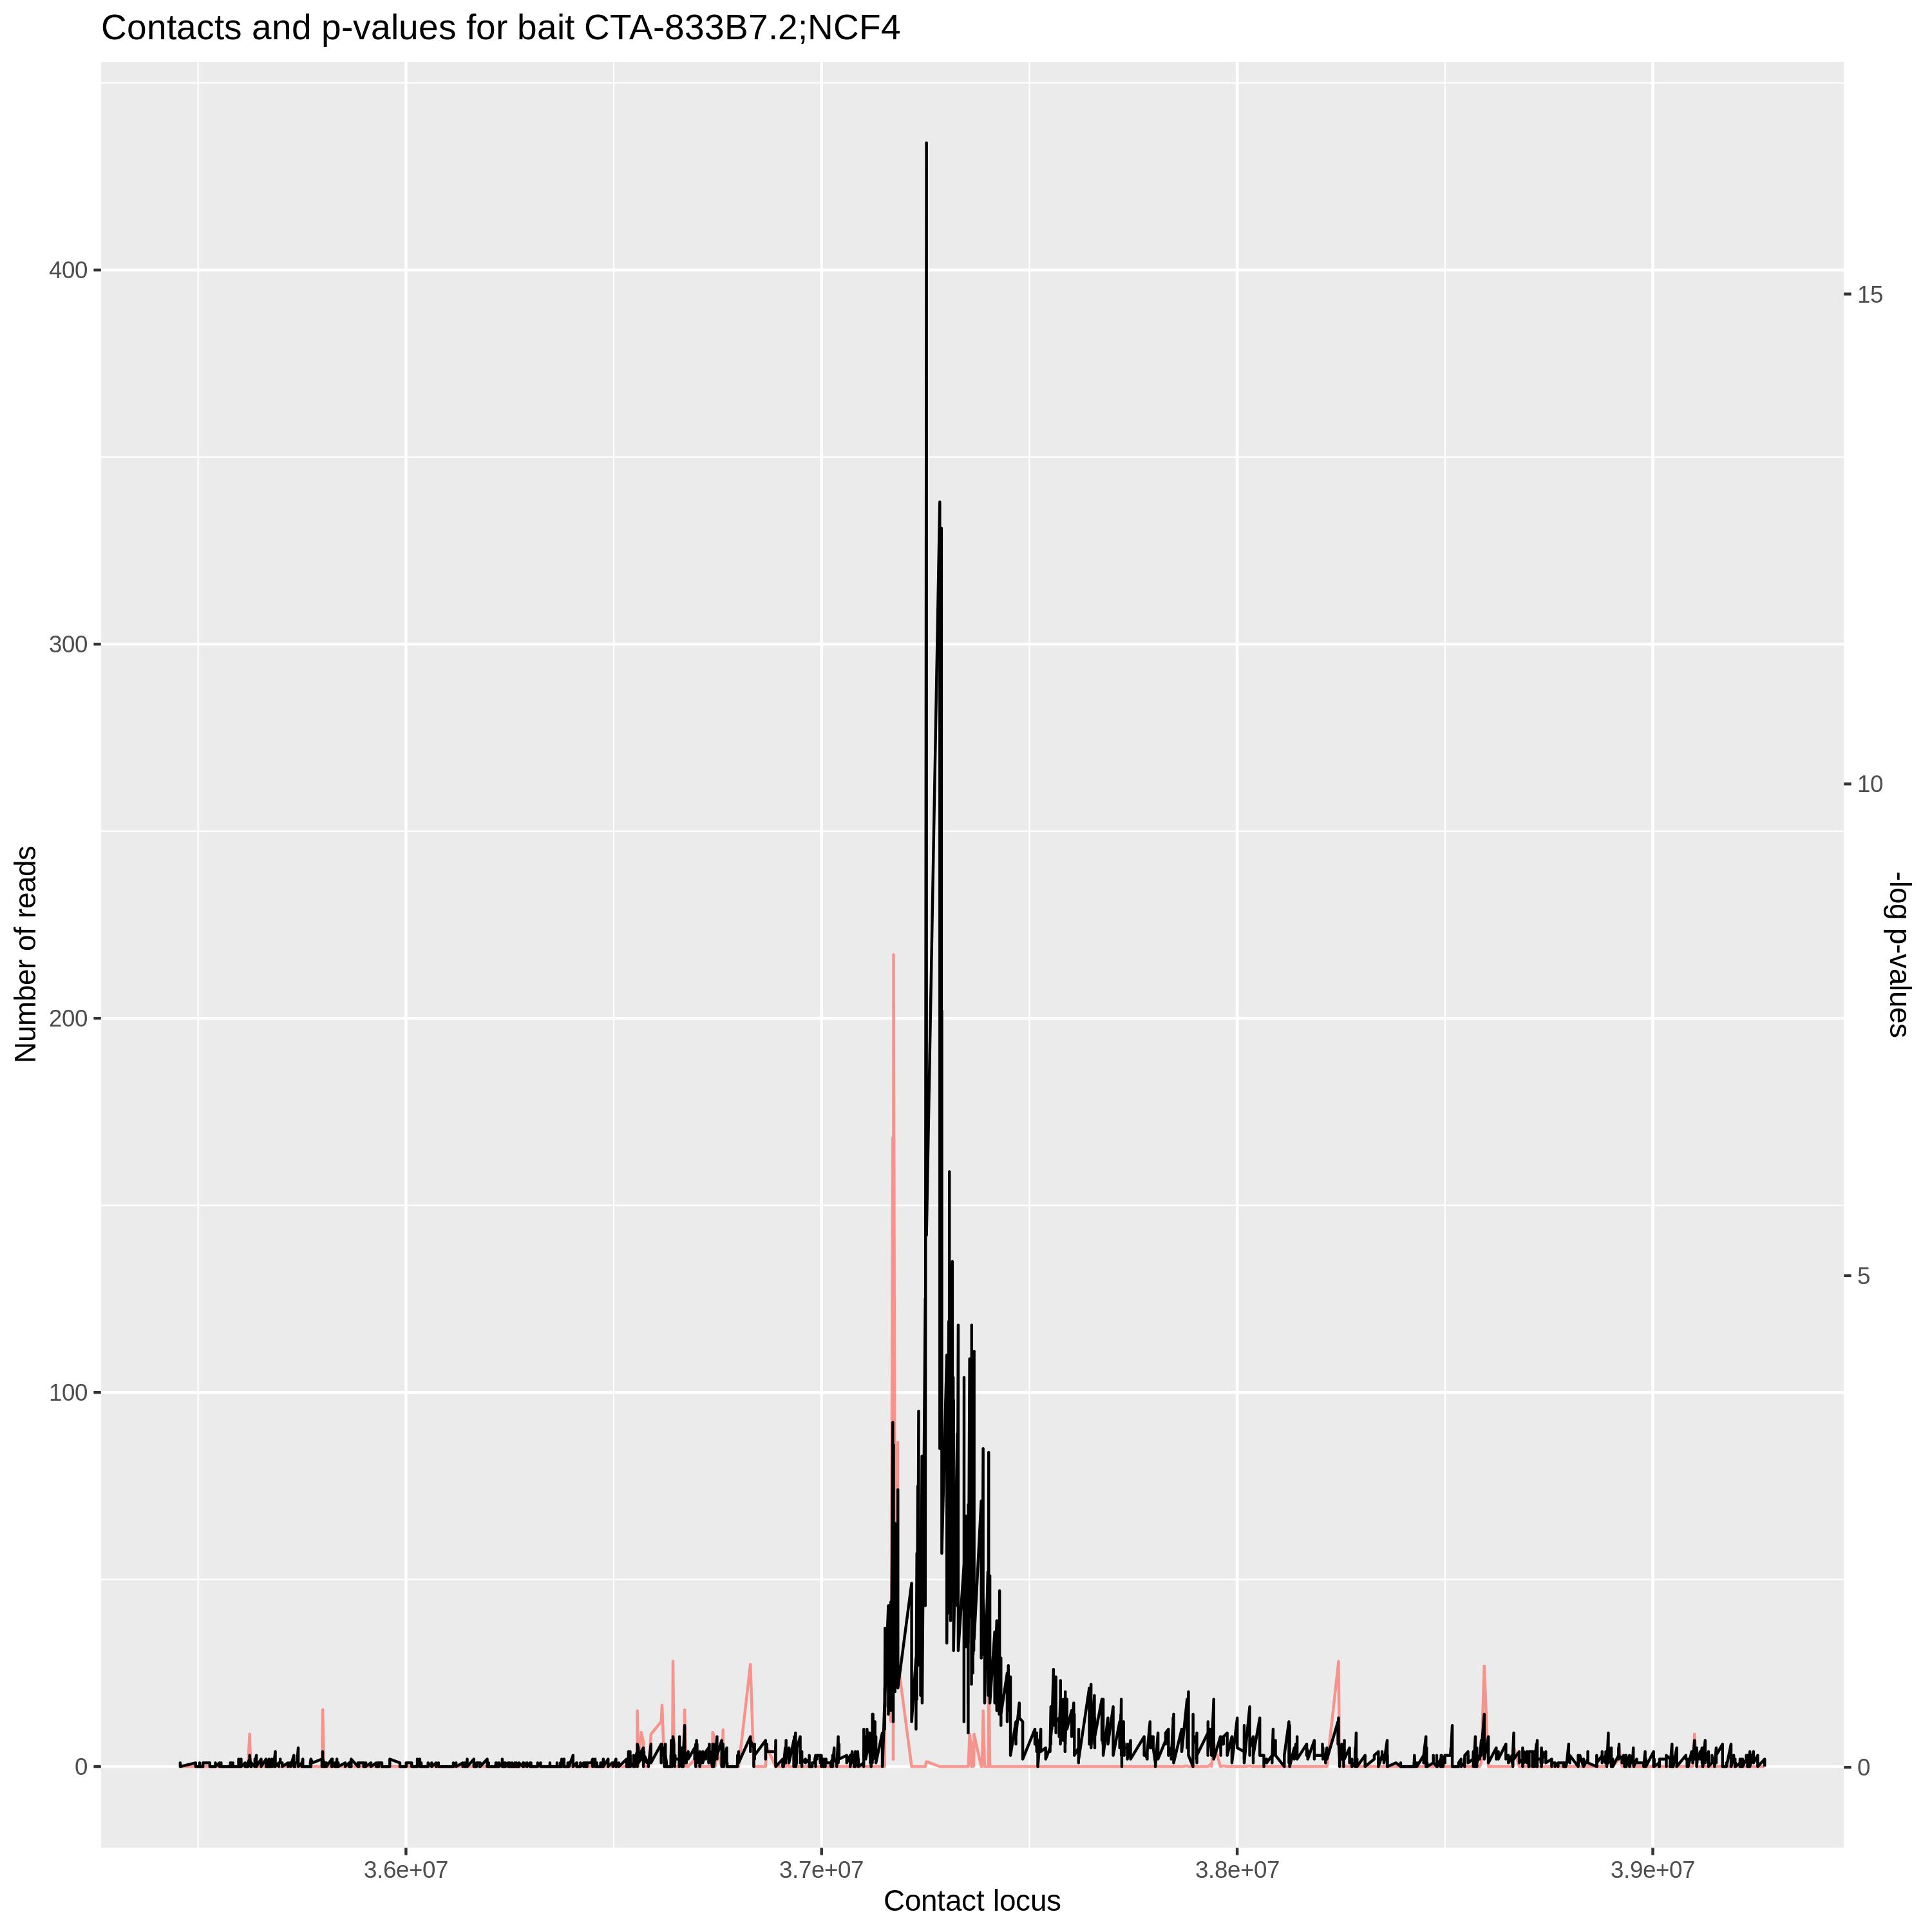 Contacts and p-values for bait CTA-833B7.2;NCF4
Number of reads
400
300
200
100
0
15
10
5
0
-log p-values
3.6e+07 3.7e+07 3.8e+07 3.9e+07
Contact locus